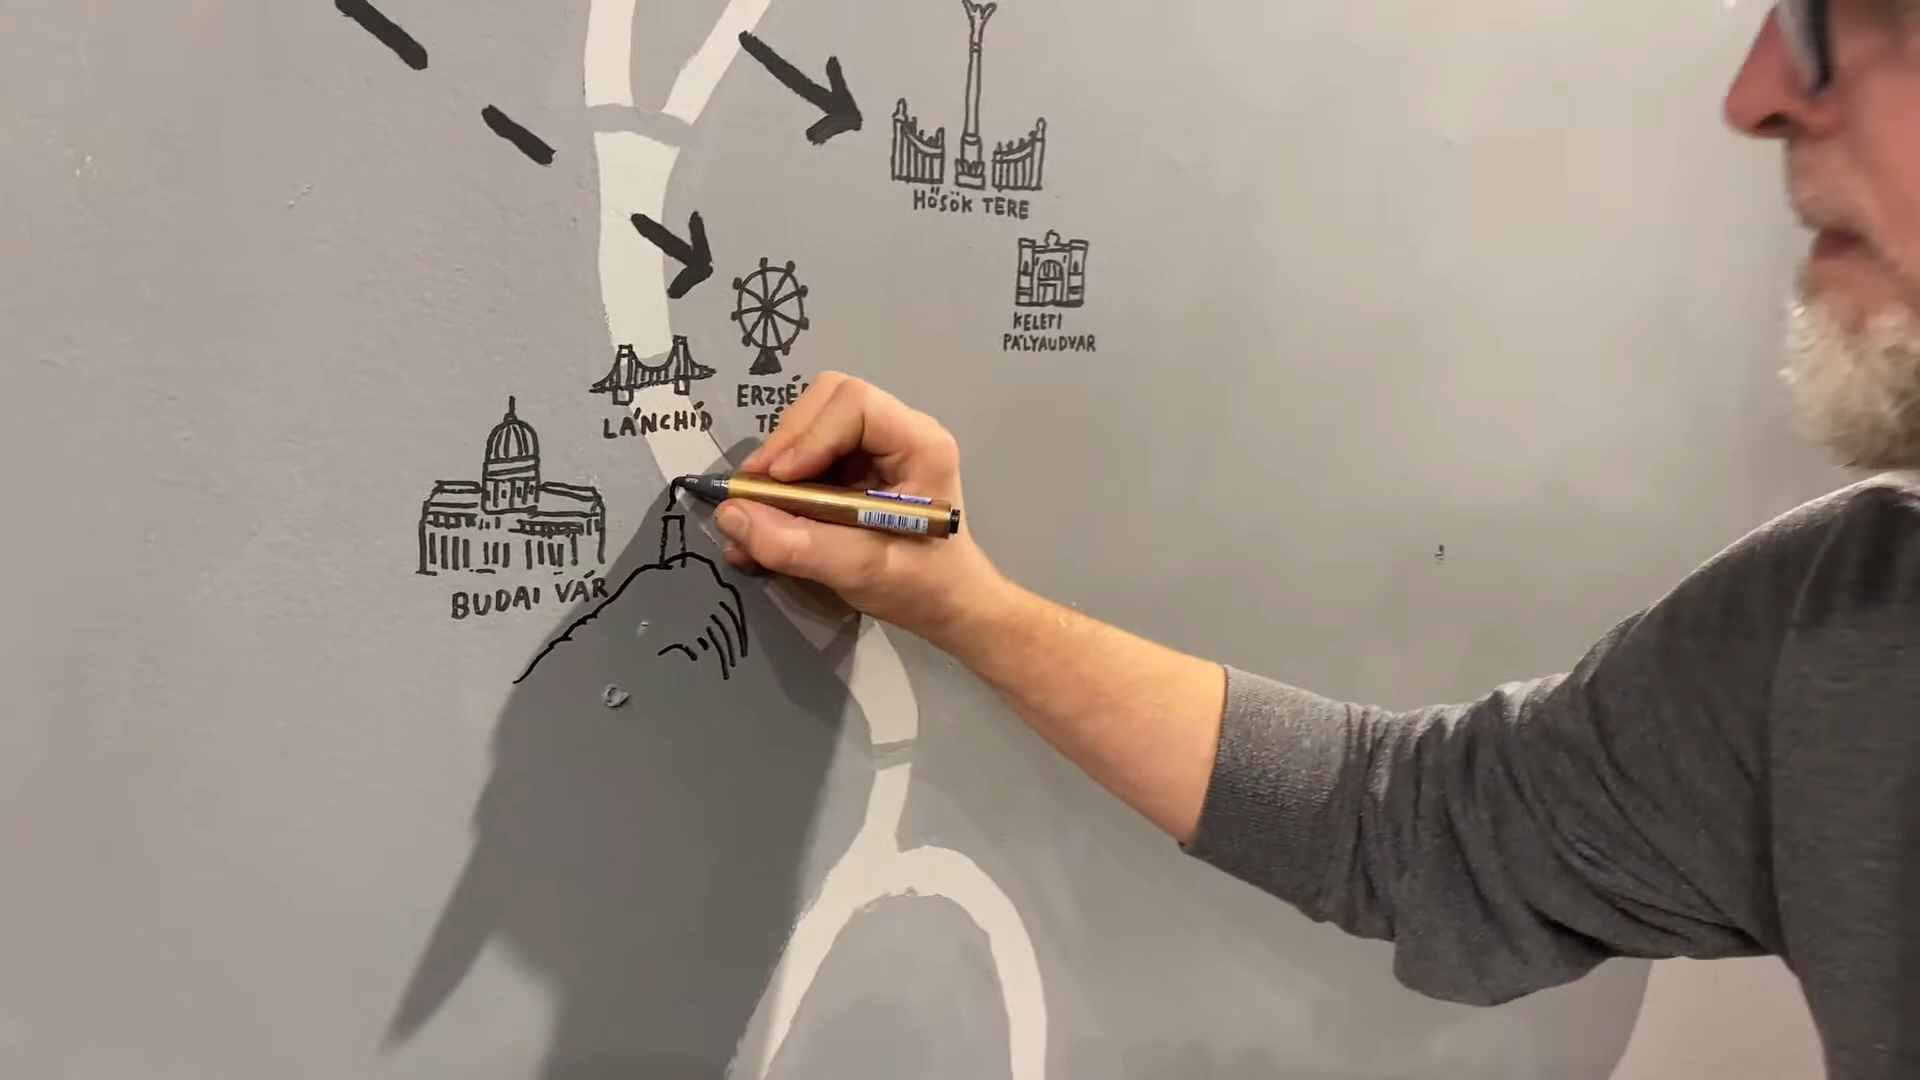 HŐSÖK TERE
KELETI
PÁLYAUDVAR
LÁNCHÍD
BUDAI VÁR